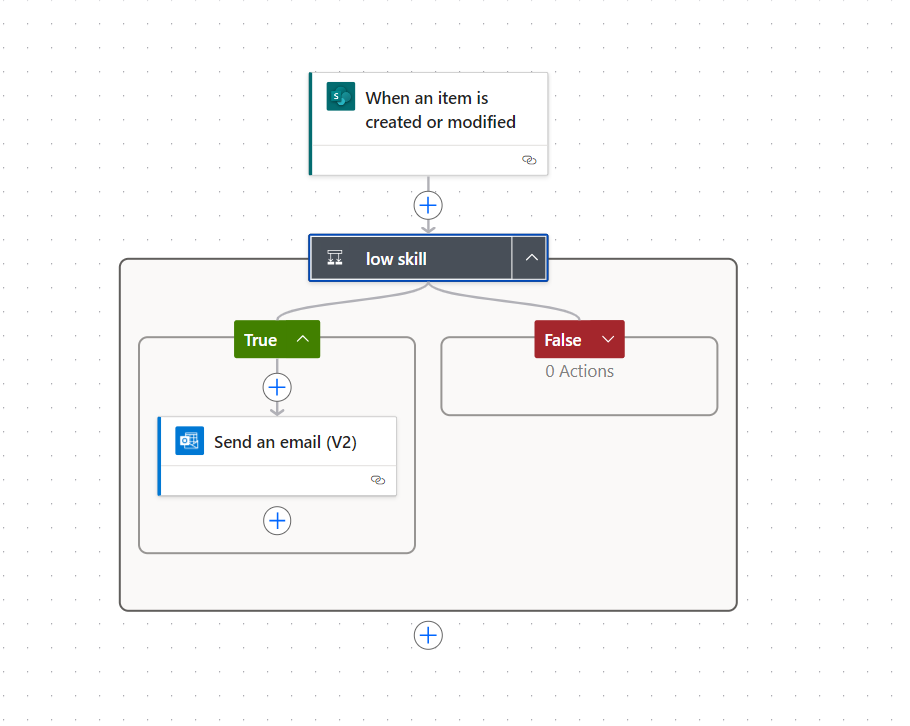 When an item is
created or modified
low skill
True
False
0 Actions
Send an email (V2)